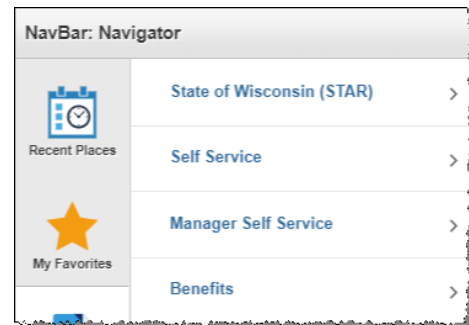 NavBar: Navigator
Recent Places
My Favorites
State of Wisconsin (STAR)
Self Service
Manager Self Service
Benefits